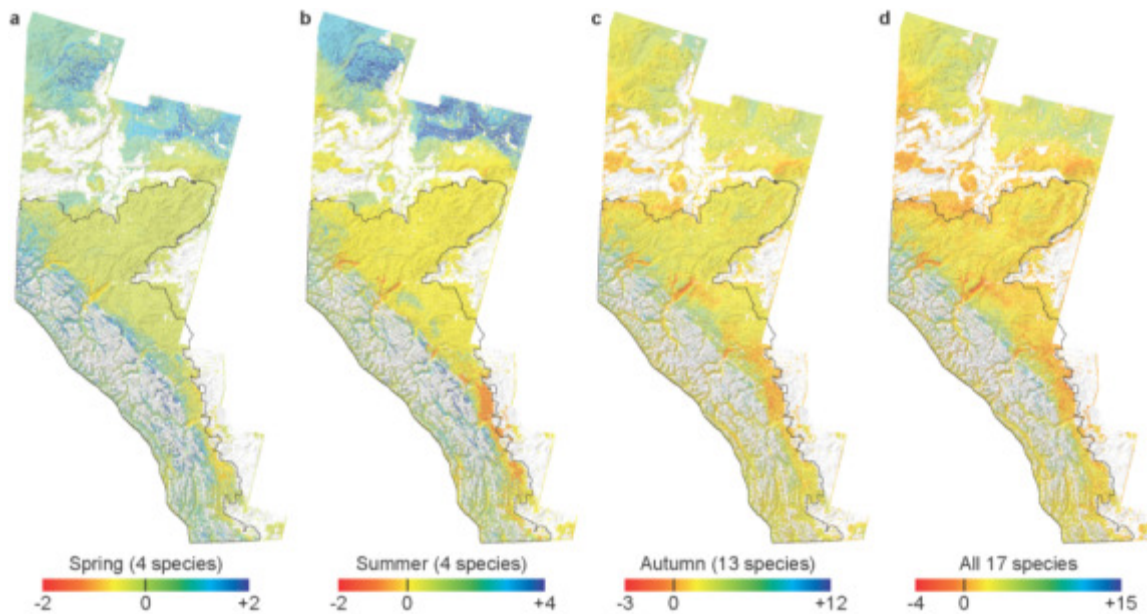 a b c d
Spring (4 species) Summer (4 species) Autumn (13 species) All 17 species
-2 0 +2 -2 0 +4 -3 0 +12 -4 0 +15